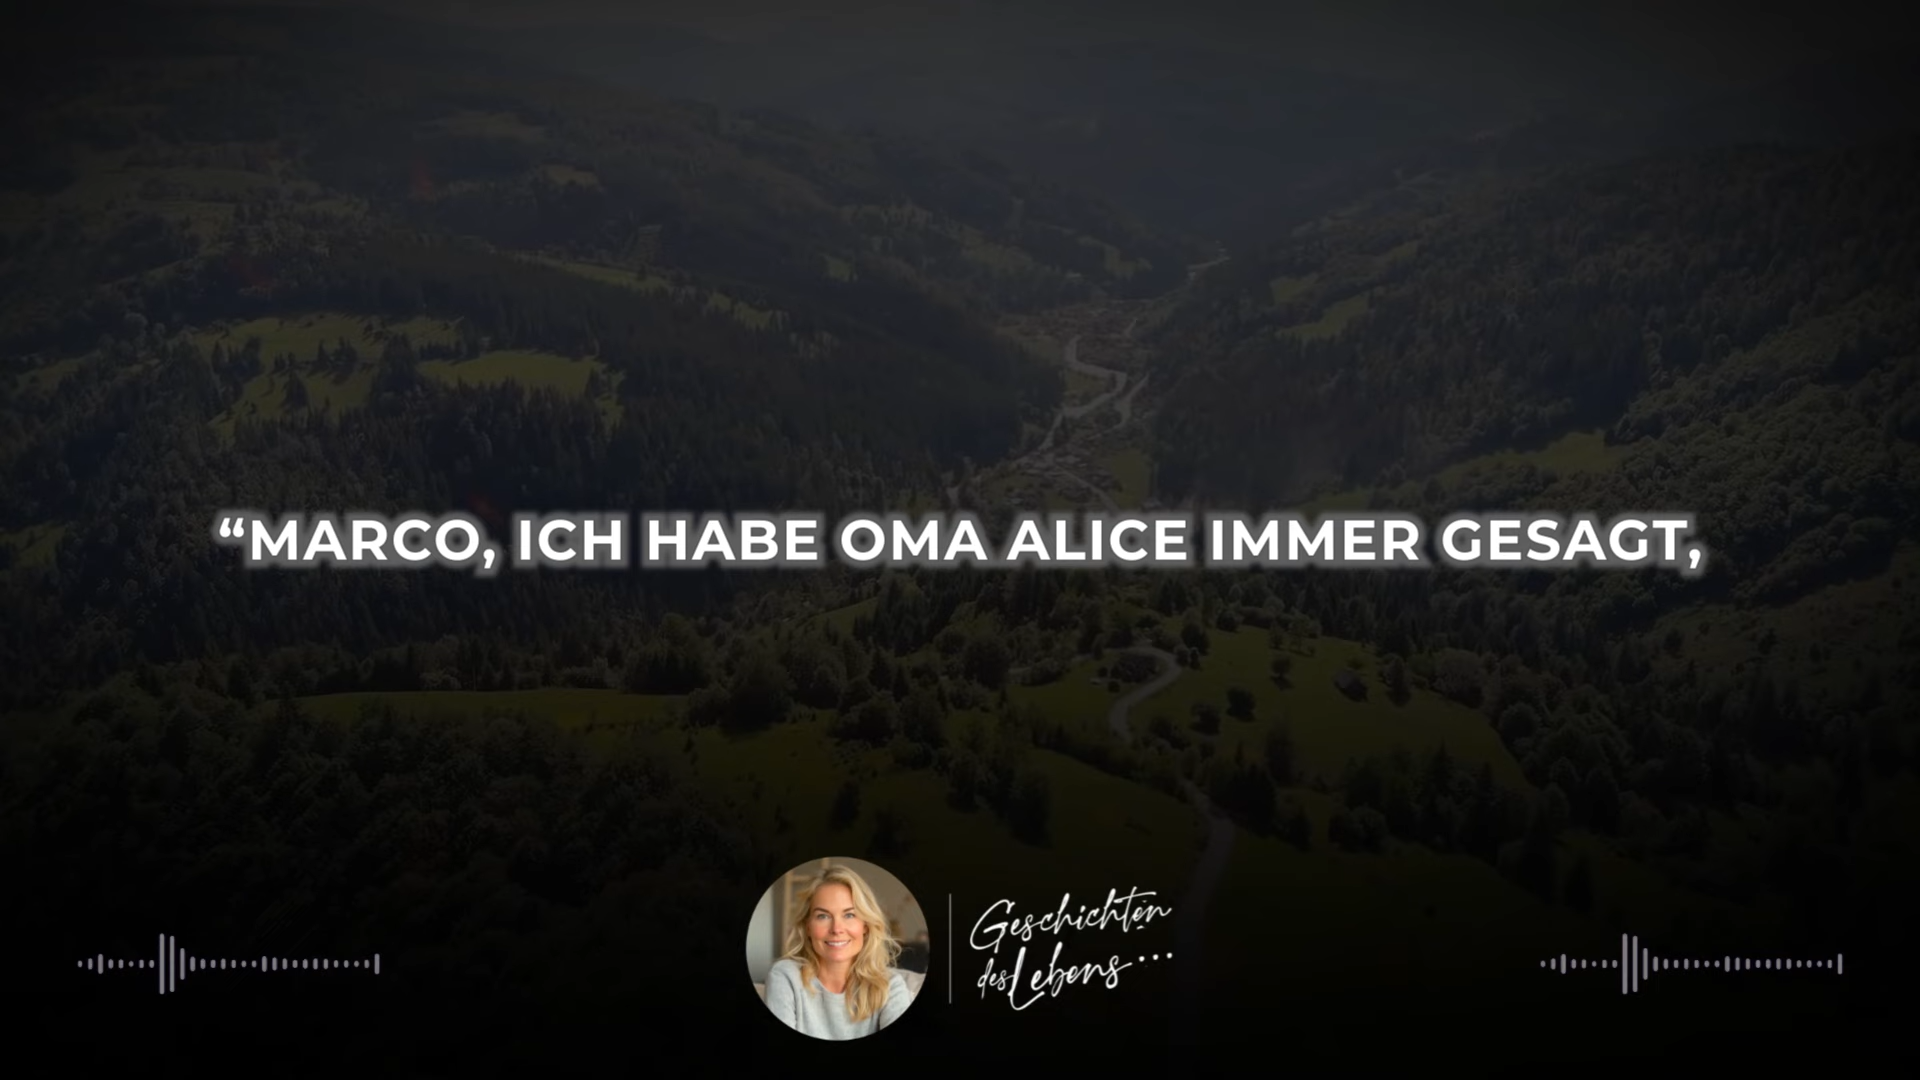 “MARCO, ICH HABE OMA ALICE IMMER GESAGT,
Geschichten
des Lebens...